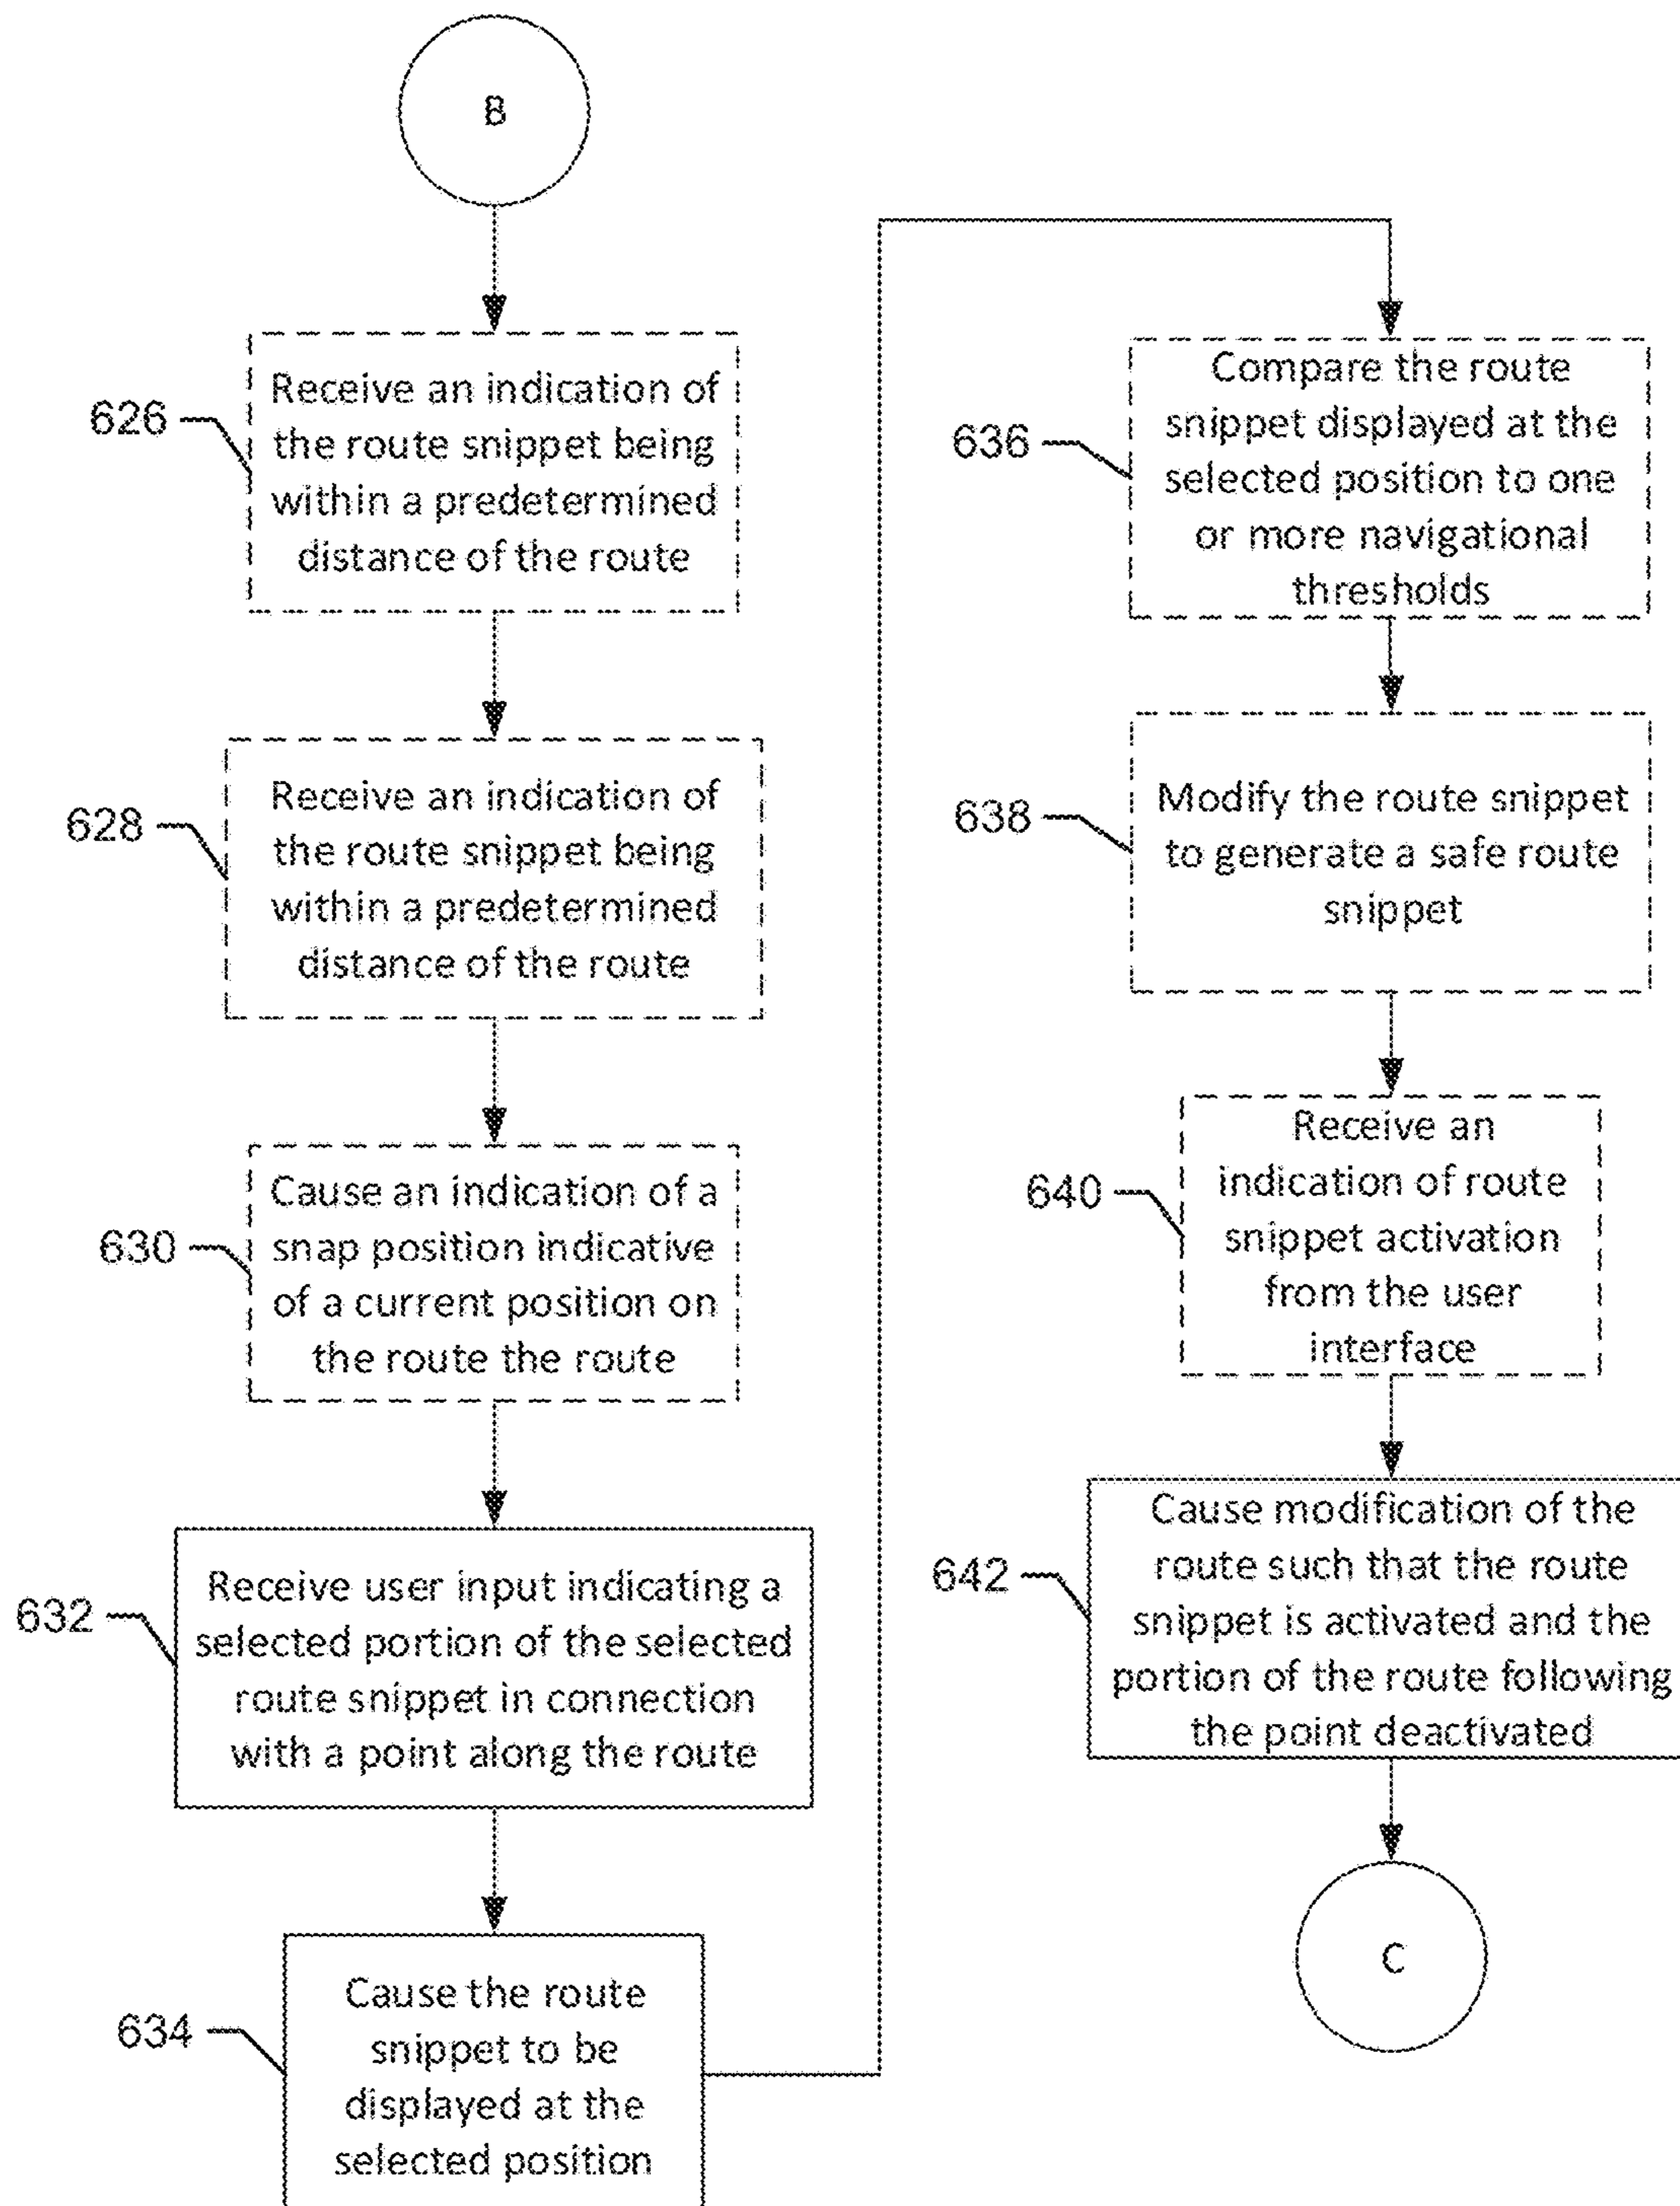 B
626
Receive an indication of
the route snippet being
within a predetermined
distance of the route
628
Receive an indication of
the route snippet being
within a predetermined
distance of the route
630
Cause an indication of a
snap position indicative
of a current position on
the route the route
632
Receive user input indicating a
selected portion of the selected
route snippet in connection
with a point along the route
634
Cause the route
snippet to be
displayed at the
selected position
636
Compare the route
snippet displayed at the
selected position to one
or more navigational
thresholds
638
Modify the route snippet
to generate a safe route
snippet
640
Receive an
indication of route
snippet activation
from the user
interface
642
Cause modification of the
route such that the route
snippet is activated and the
portion of the route following
the point deactivated
C